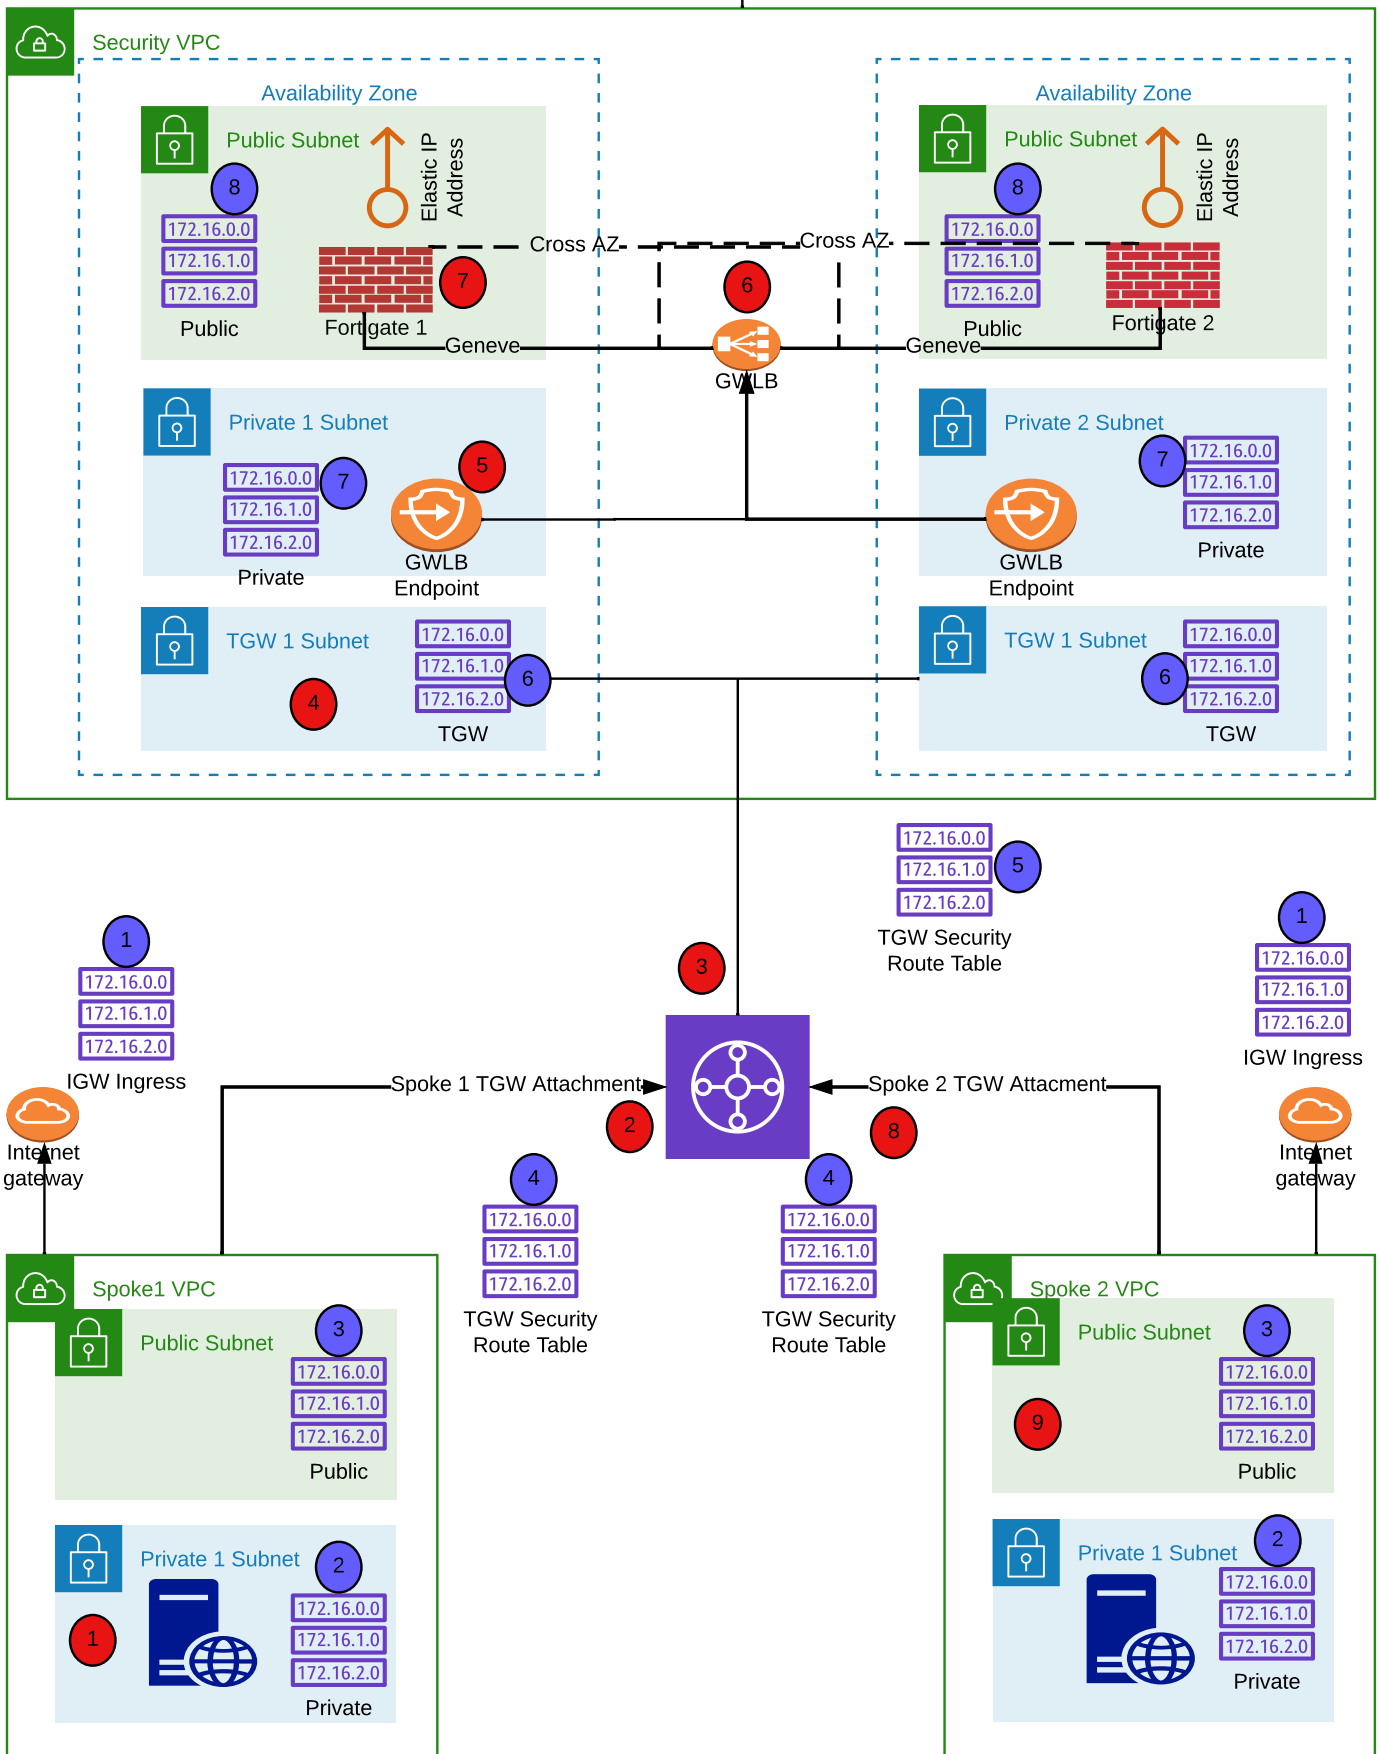 Security VPC
Availability Zone
Public Subnet
8
Elastic IP
Address
172.16.0.0
172.16.1.0
172.16.2.0
Public
7
Fortigate 1
Cross AZ
Geneve
Availability Zone
Public Subnet
8
Elastic IP
Address
172.16.0.0
172.16.1.0
172.16.2.0
Public
Fortigate 2
Cross AZ
Geneve
6
GWLB
Private 1 Subnet
172.16.0.0
172.16.1.0
172.16.2.0
Private
7
5
GWLB
Endpoint
Private 2 Subnet
7
172.16.0.0
172.16.1.0
172.16.2.0
Private
GWLB
Endpoint
TGW 1 Subnet
4
172.16.0.0
172.16.1.0
172.16.2.0
TGW
6
TGW 1 Subnet
6
172.16.0.0
172.16.1.0
172.16.2.0
TGW
172.16.0.0
172.16.1.0
172.16.2.0
5
TGW Security
Route Table
3
1
172.16.0.0
172.16.1.0
172.16.2.0
IGW Ingress
Internet
gateway
1
172.16.0.0
172.16.1.0
172.16.2.0
IGW Ingress
Internet
gateway
Spoke 1 TGW Attachment
2
Spoke 2 TGW Attacment
8
4
172.16.0.0
172.16.1.0
172.16.2.0
TGW Security
Route Table
4
172.16.0.0
172.16.1.0
172.16.2.0
TGW Security
Route Table
Spoke1 VPC
Public Subnet
3
172.16.0.0
172.16.1.0
172.16.2.0
Public
Private 1 Subnet
2
1
172.16.0.0
172.16.1.0
172.16.2.0
Private
Spoke 2 VPC
Public Subnet
3
9
172.16.0.0
172.16.1.0
172.16.2.0
Public
Private 1 Subnet
2
172.16.0.0
172.16.1.0
172.16.2.0
Private